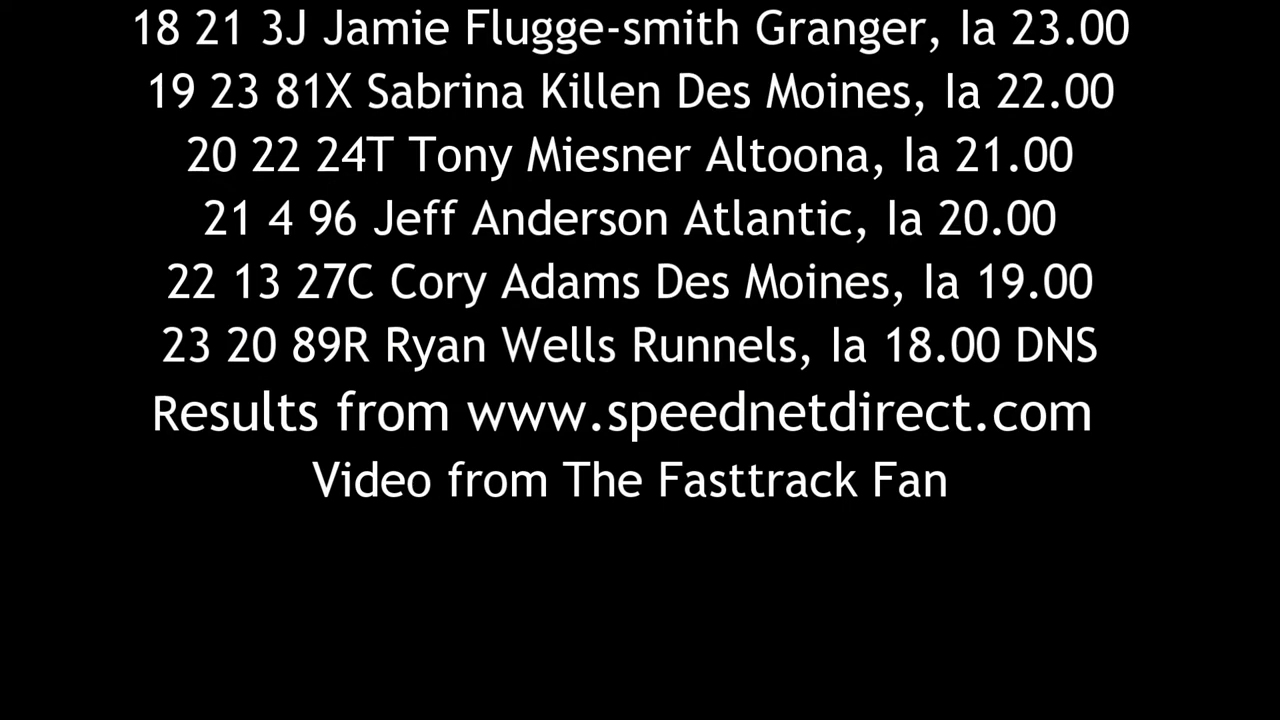 18 21 3J Jamie Flugge-smith Granger, Ia 23.00
19 23 81X Sabrina Killen Des Moines, Ia 22.00
20 22 24T Tony Miesner Altoona, Ia 21.00
21 4 96 Jeff Anderson Atlantic, Ia 20.00
22 13 27C Cory Adams Des Moines, Ia 19.00
23 20 89R Ryan Wells Runnels, Ia 18.00 DNS
Results from www.speednetdirect.com
Video from The Fasttrack Fan